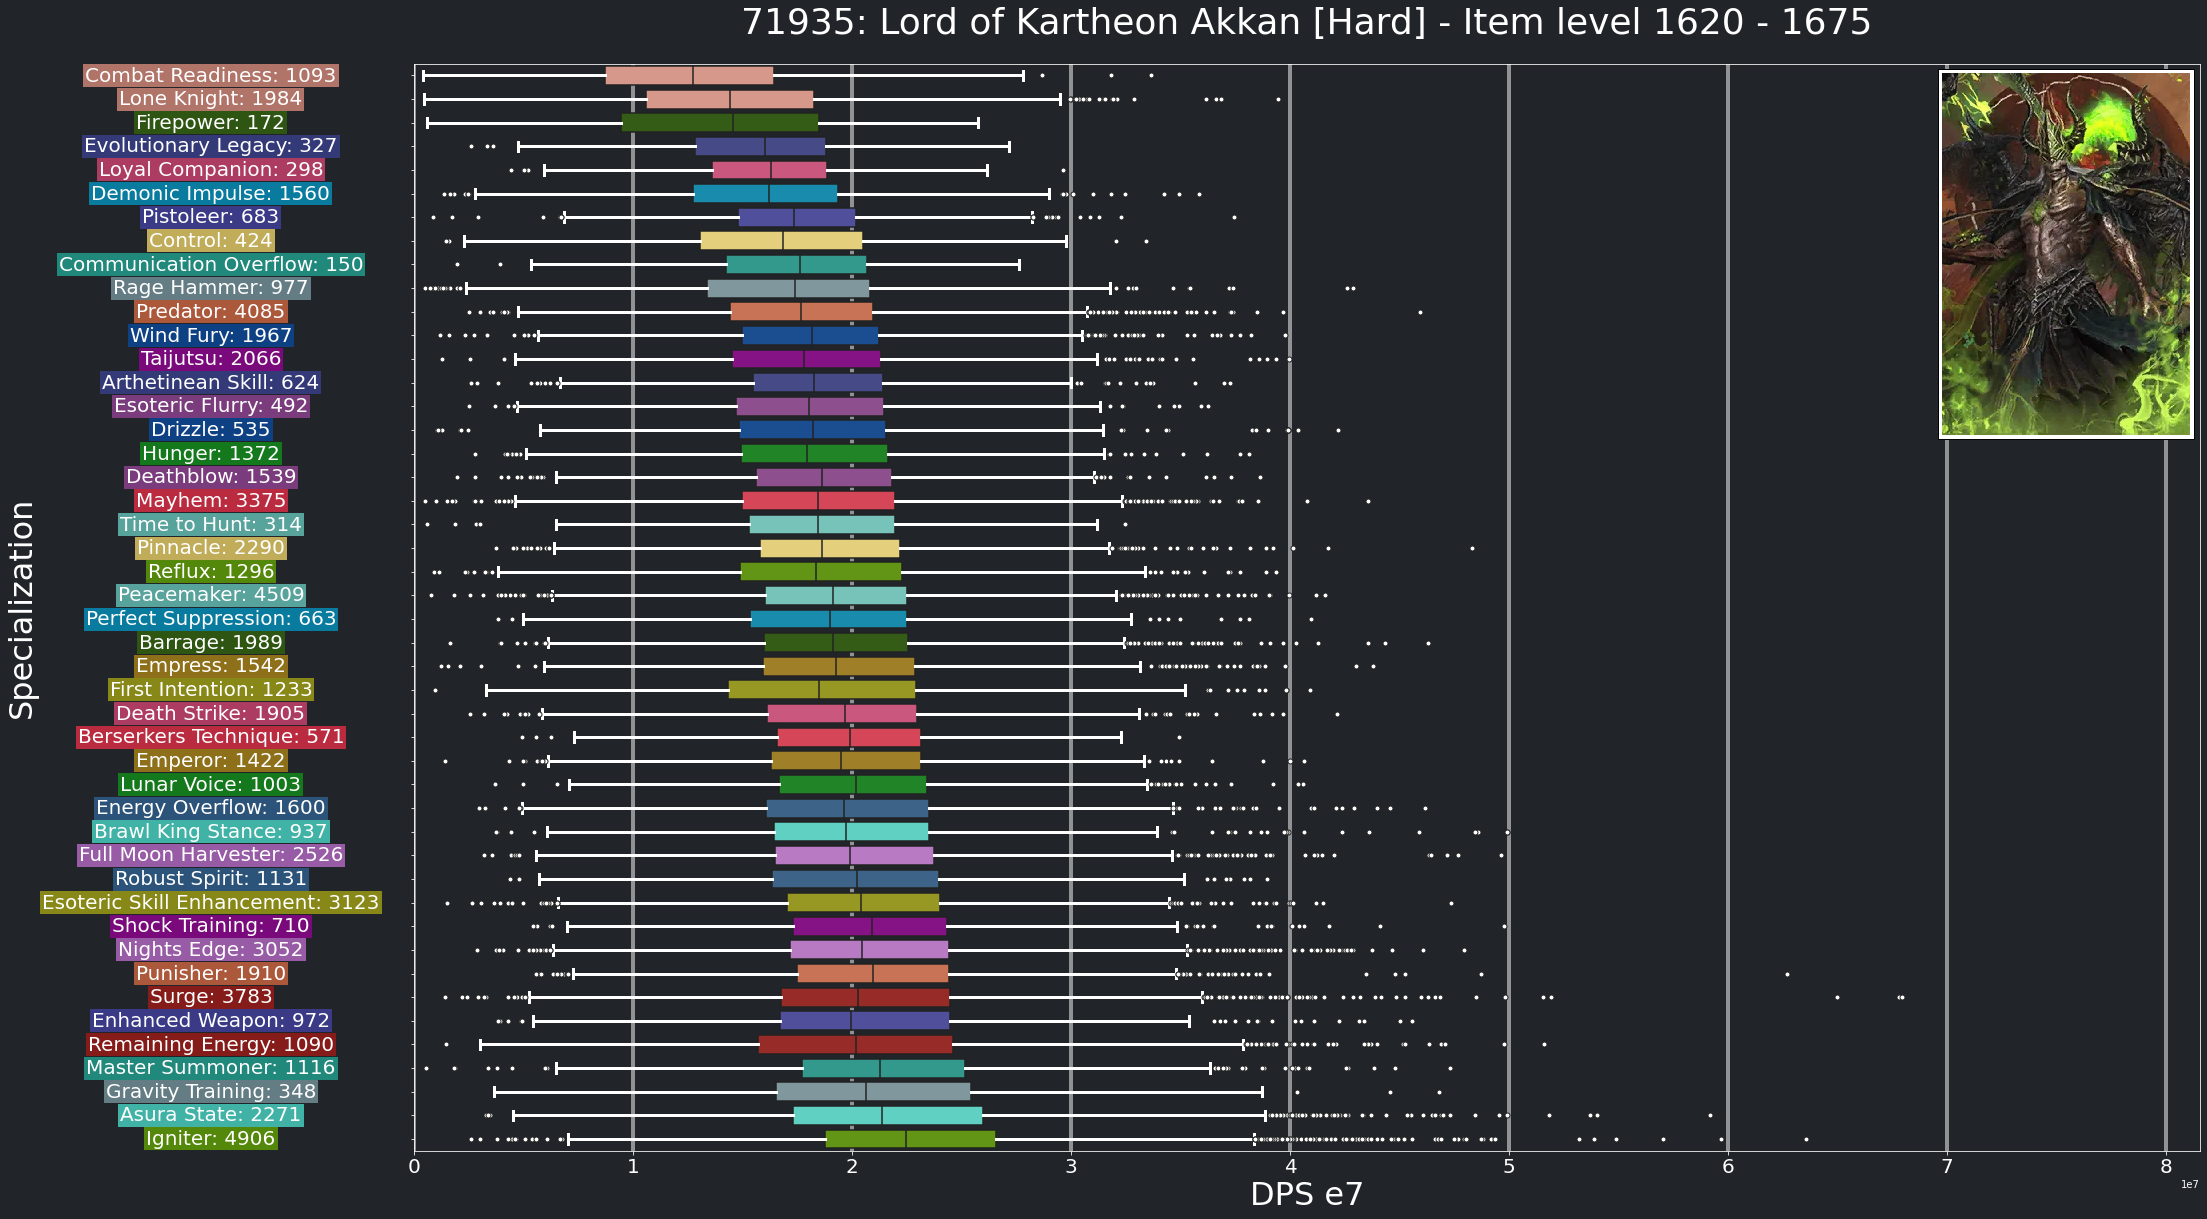 71935: Lord of Kartheon Akkan [Hard] - Item level 1620 - 1675
Specialization
Combat Readiness: 1093
Lone Knight: 1984
Firepower: 172
Evolutionary Legacy: 327
Loyal Companion: 298
Demonic Impulse: 1560
Pistoleer: 683
Control: 424
Communication Overflow: 150
Rage Hammer: 977
Predator: 4085
Wind Fury: 1967
Taijutsu: 2066
Arthetinean Skill: 624
Esoteric Flurry: 492
Drizzle: 535
Hunger: 1372
Deathblow: 1539
Mayhem: 3375
Time to Hunt: 314
Pinnacle: 2290
Reflux: 1296
Peacemaker: 4509
Perfect Suppression: 663
Barrage: 1989
Empress: 1542
First Intention: 1233
Death Strike: 1905
Berserkers Technique: 571
Emperor: 1422
Lunar Voice: 1003
Energy Overflow: 1600
Brawl King Stance: 937
Full Moon Harvester: 2526
Robust Spirit: 1131
Esoteric Skill Enhancement: 3123
Shock Training: 710
Nights Edge: 3052
Punisher: 1910
Surge: 3783
Enhanced Weapon: 972
Remaining Energy: 1090
Master Summoner: 1116
Gravity Training: 348
Asura State: 2271
Igniter: 4906
0 1 2 3 4 5 6 7 8
1e7
DPS e7